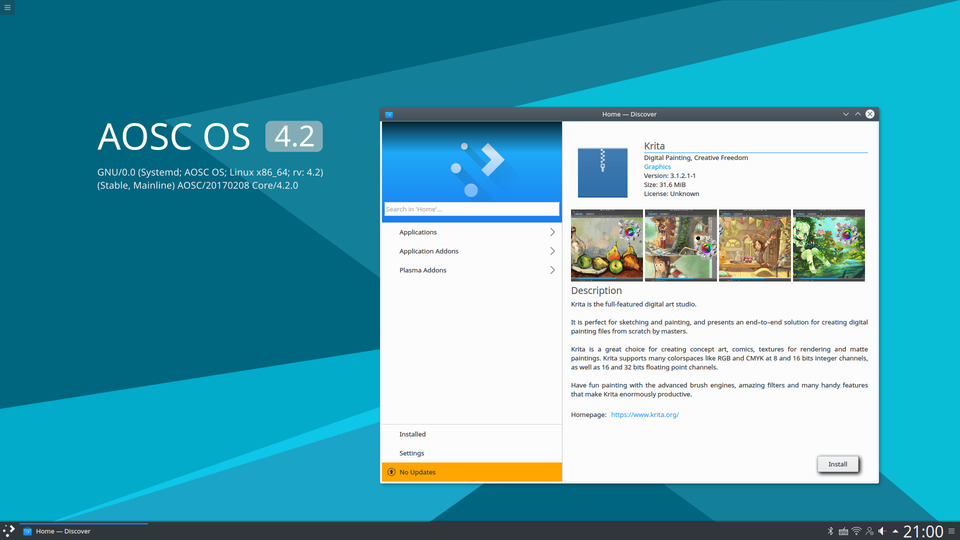 AOSC OS 4.2
GNU/0.0 (Systemd; AOSC OS; Linux x86_64; rv: 4.2)
(Stable, Mainline) AOSC/20170208 Core/4.2.0
Home — Discover
Search in 'Home'...
Applications
Application Addons
Plasma Addons
Installed
Settings
No Updates
Krita
Digital Painting, Creative Freedom
Graphics
Version: 3.1.2.1-1
Size: 31.6 MiB
License: Unknown
Description
Krita is the full-featured digital art studio.
It is perfect for sketching and painting, and presents an end–to–end solution for creating digital
painting files from scratch by masters.
Krita is a great choice for creating concept art, comics, textures for rendering and matte
paintings. Krita supports many colorspaces like RGB and CMYK at 8 and 16 bits integer channels,
as well as 16 and 32 bits floating point channels.
Have fun painting with the advanced brush engines, amazing filters and many handy features
that make Krita enormously productive.
Homepage: https://www.krita.org/
Install
Home — Discover
21:00